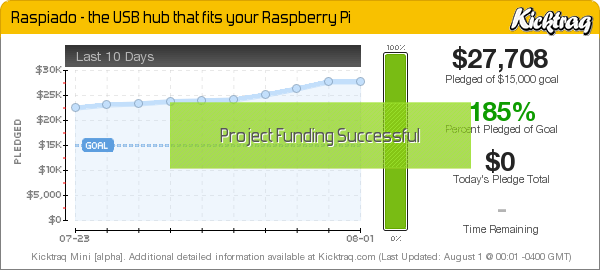 Raspiado - the USB hub that fits your Raspberry Pi
Kicktraq
Last 10 Days
100%
$27,708
Pledged of $15,000 goal
185%
Percent Pledged of Goal
$0
Today's Pledge Total
-
Time Remaining
PLEDGED
$30K
$25K
$20K
$15K
$10K
$5,000
$0
GOAL
Project Funding Successful
07-23
08-01
0%
Kicktraq Mini [alpha]. Additional detailed information available at Kicktraq.com (Last Updated: August 1 @ 00:01 -0400 GMT)